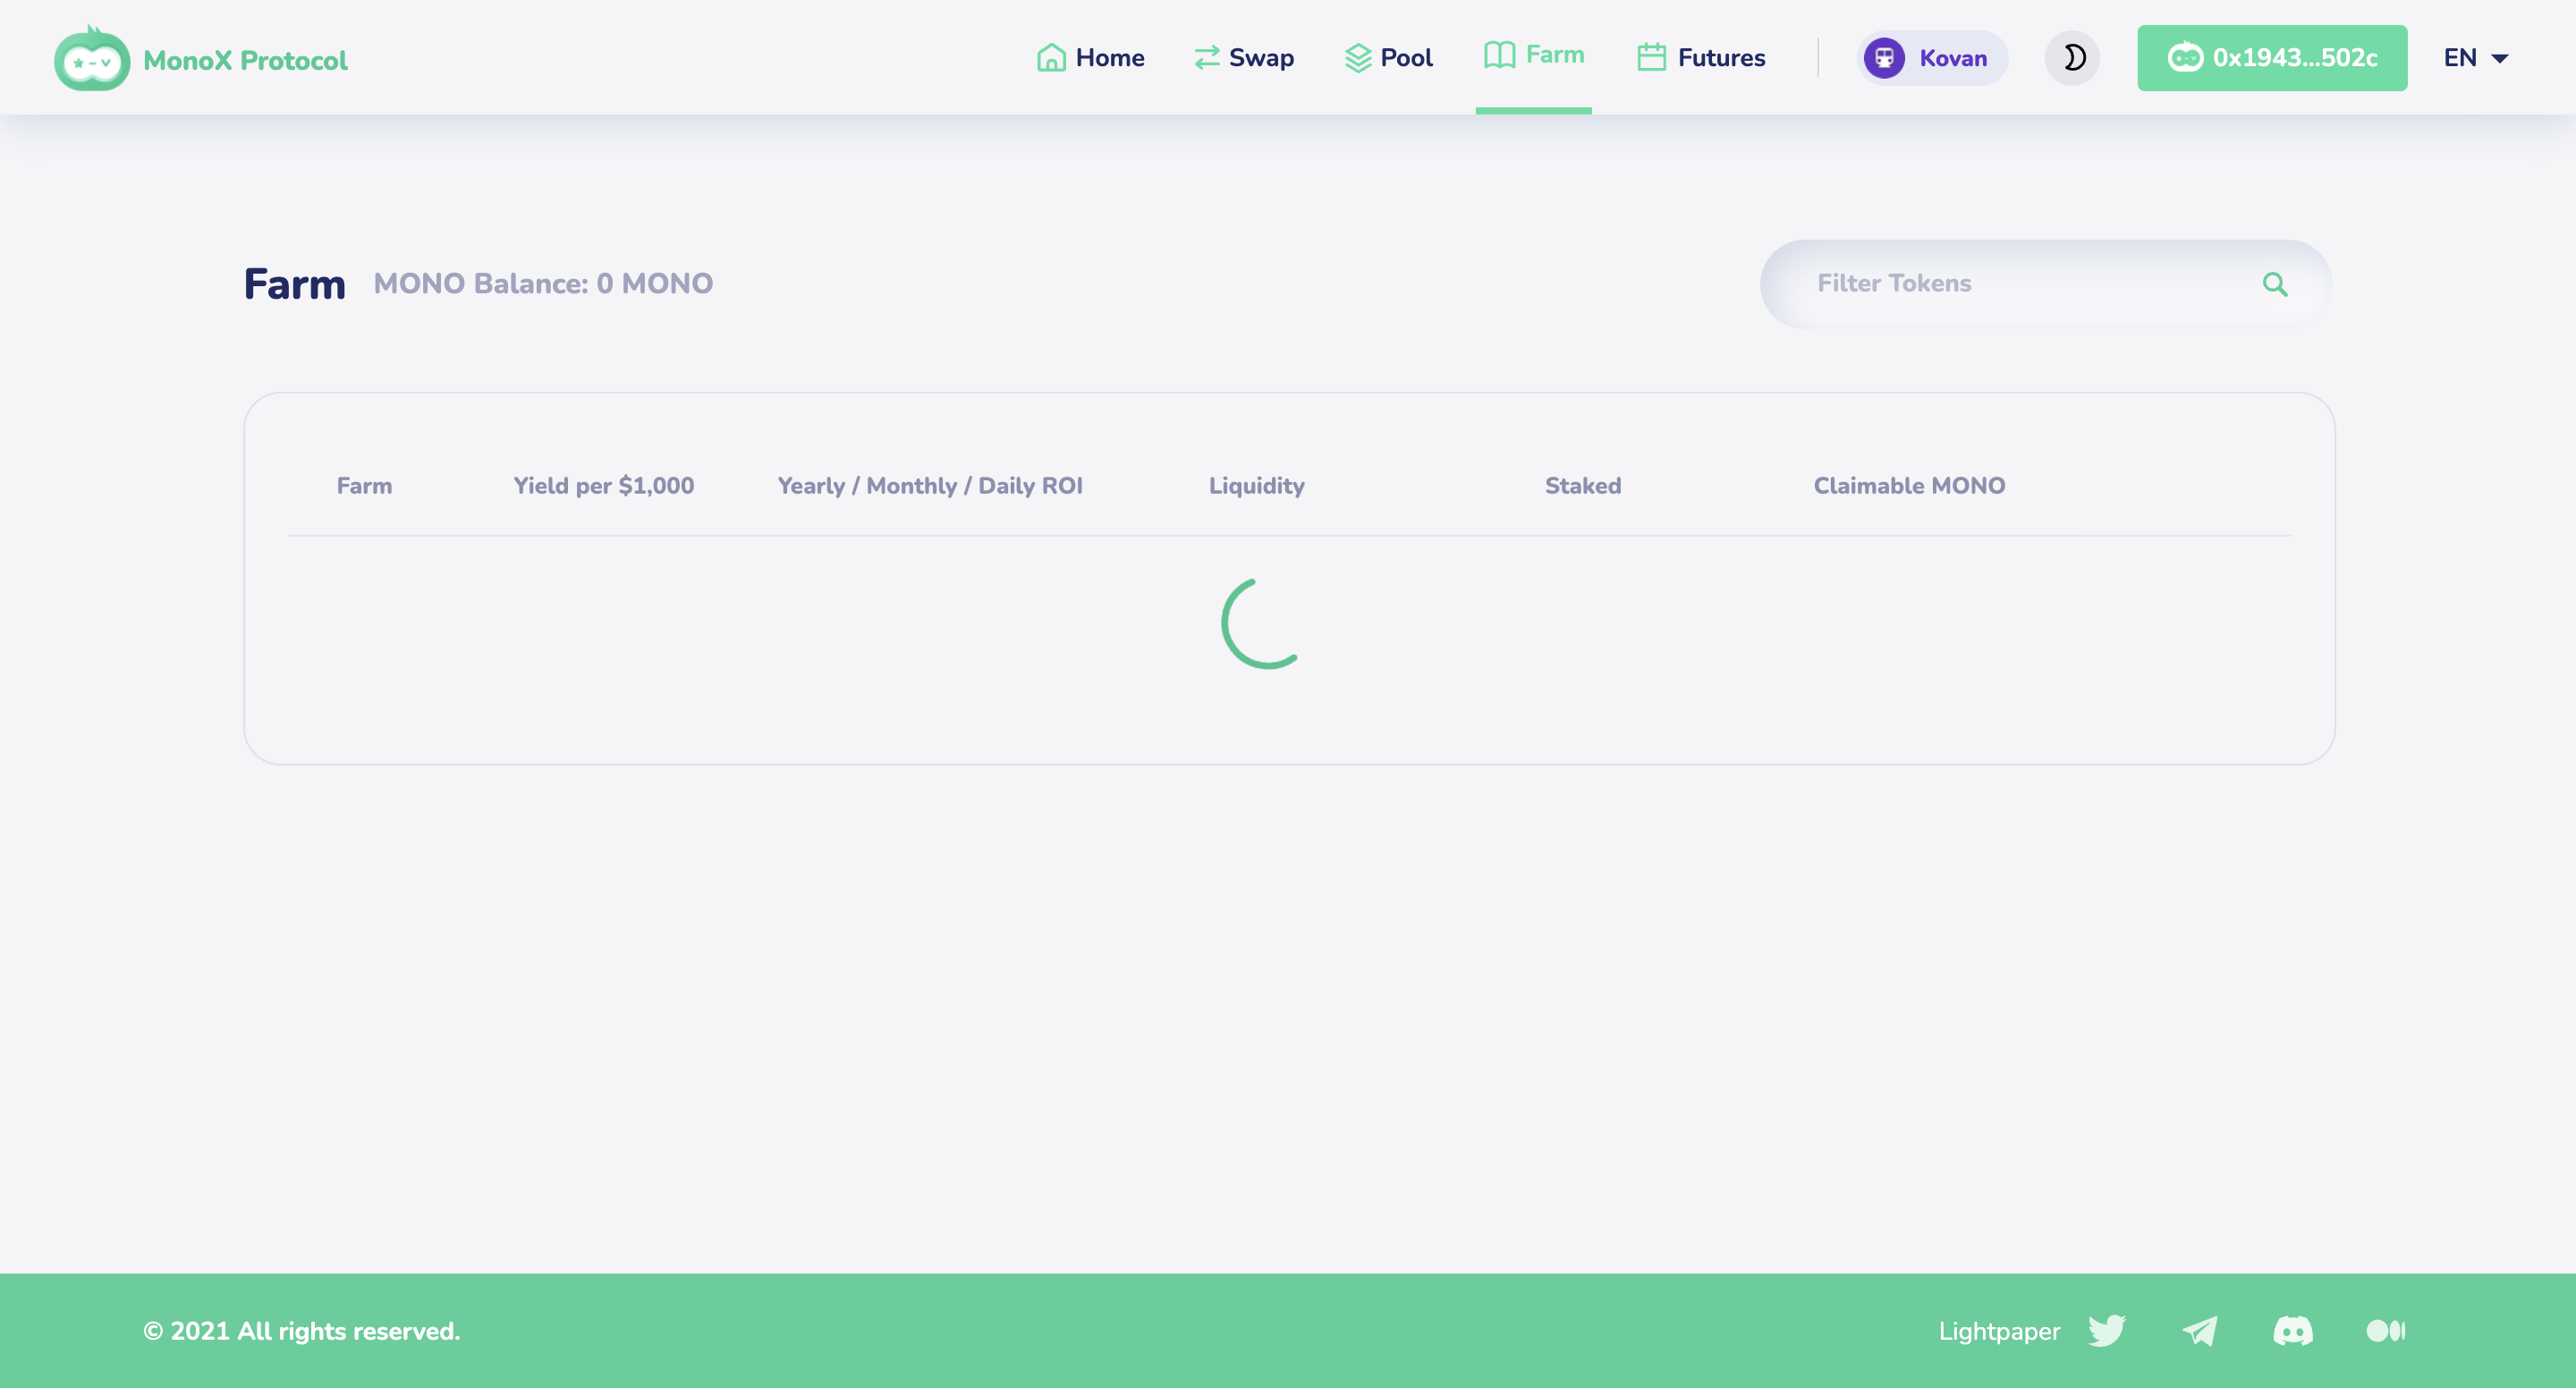 MonoX Protocol
Home
Swap
Pool
Farm
Futures
Kovan
0x1943...502c
EN
Farm
MONO Balance: 0 MONO
Filter Tokens
Farm
Yield per $1,000
Yearly / Monthly / Daily ROI
Liquidity
Staked
Claimable MONO
© 2021 All rights reserved.
Lightpaper